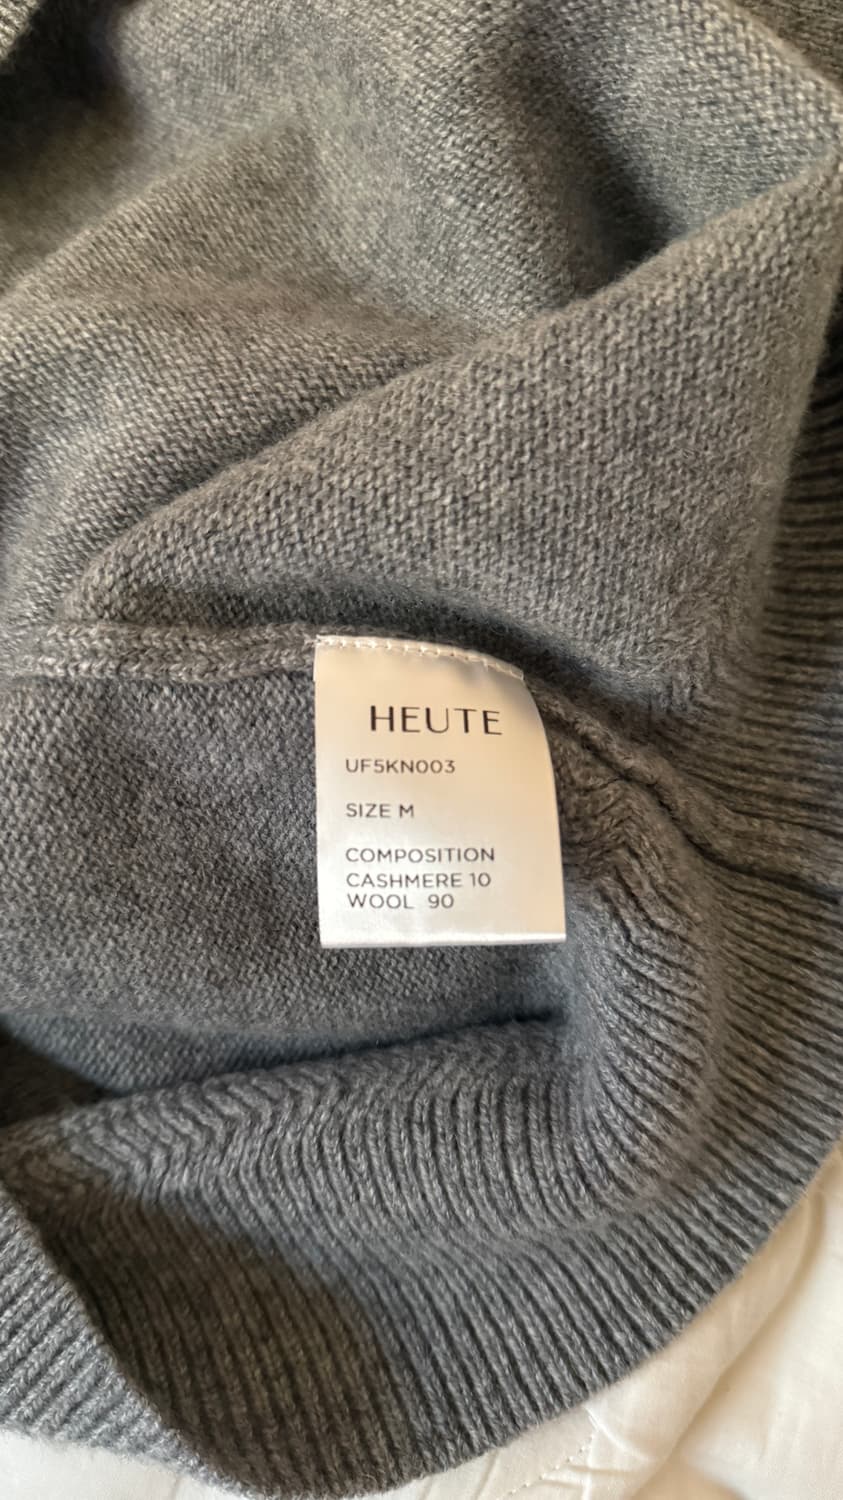 HEUTE
UF5KN003
SIZE M
COMPOSITION
CASHMERE 10
WOOL 90